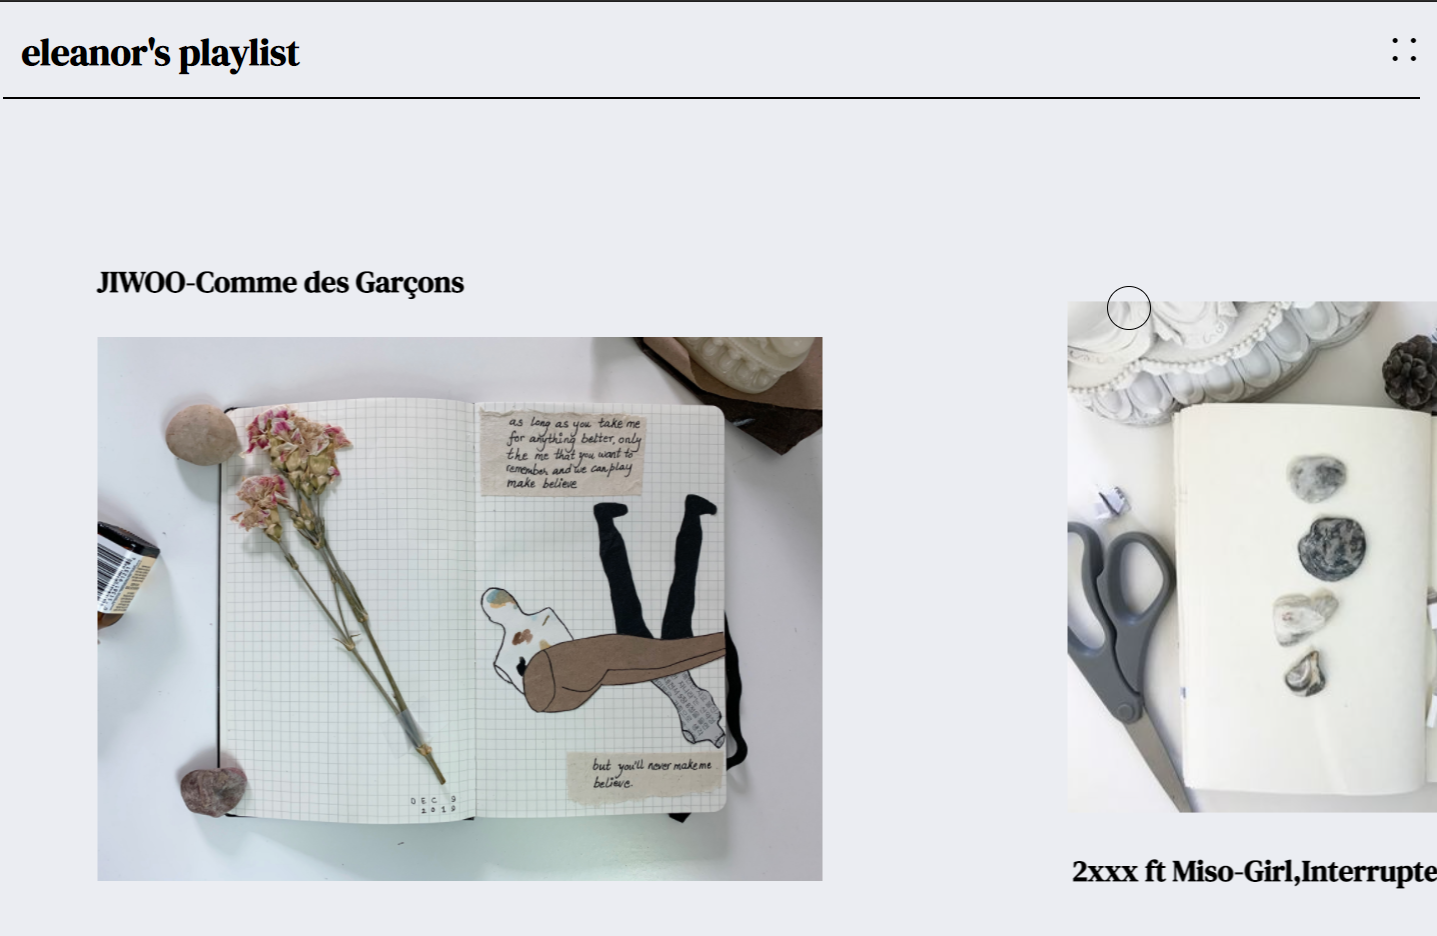 eleanor's playlist
JIWOO-Comme des Garçons
as long as you take me
for anything better, only
the me that you want to
remember and we can play
make believe
but you'll never make me
believe.
DEC 9
2019
2xxx ft Miso-Girl,Interrupte